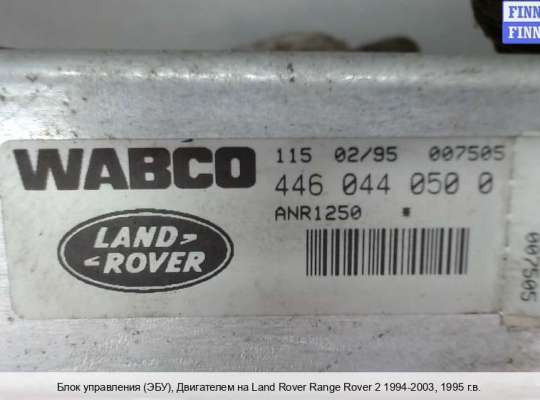 FINN
FINN
WABCO
115 02/95 007505
446 044 050 0
ANR1250 *
LAND
ROVER
007505
Блок управления (ЭБУ), Двигателем на Land Rover Range Rover 2 1994-2003, 1995 г.в.